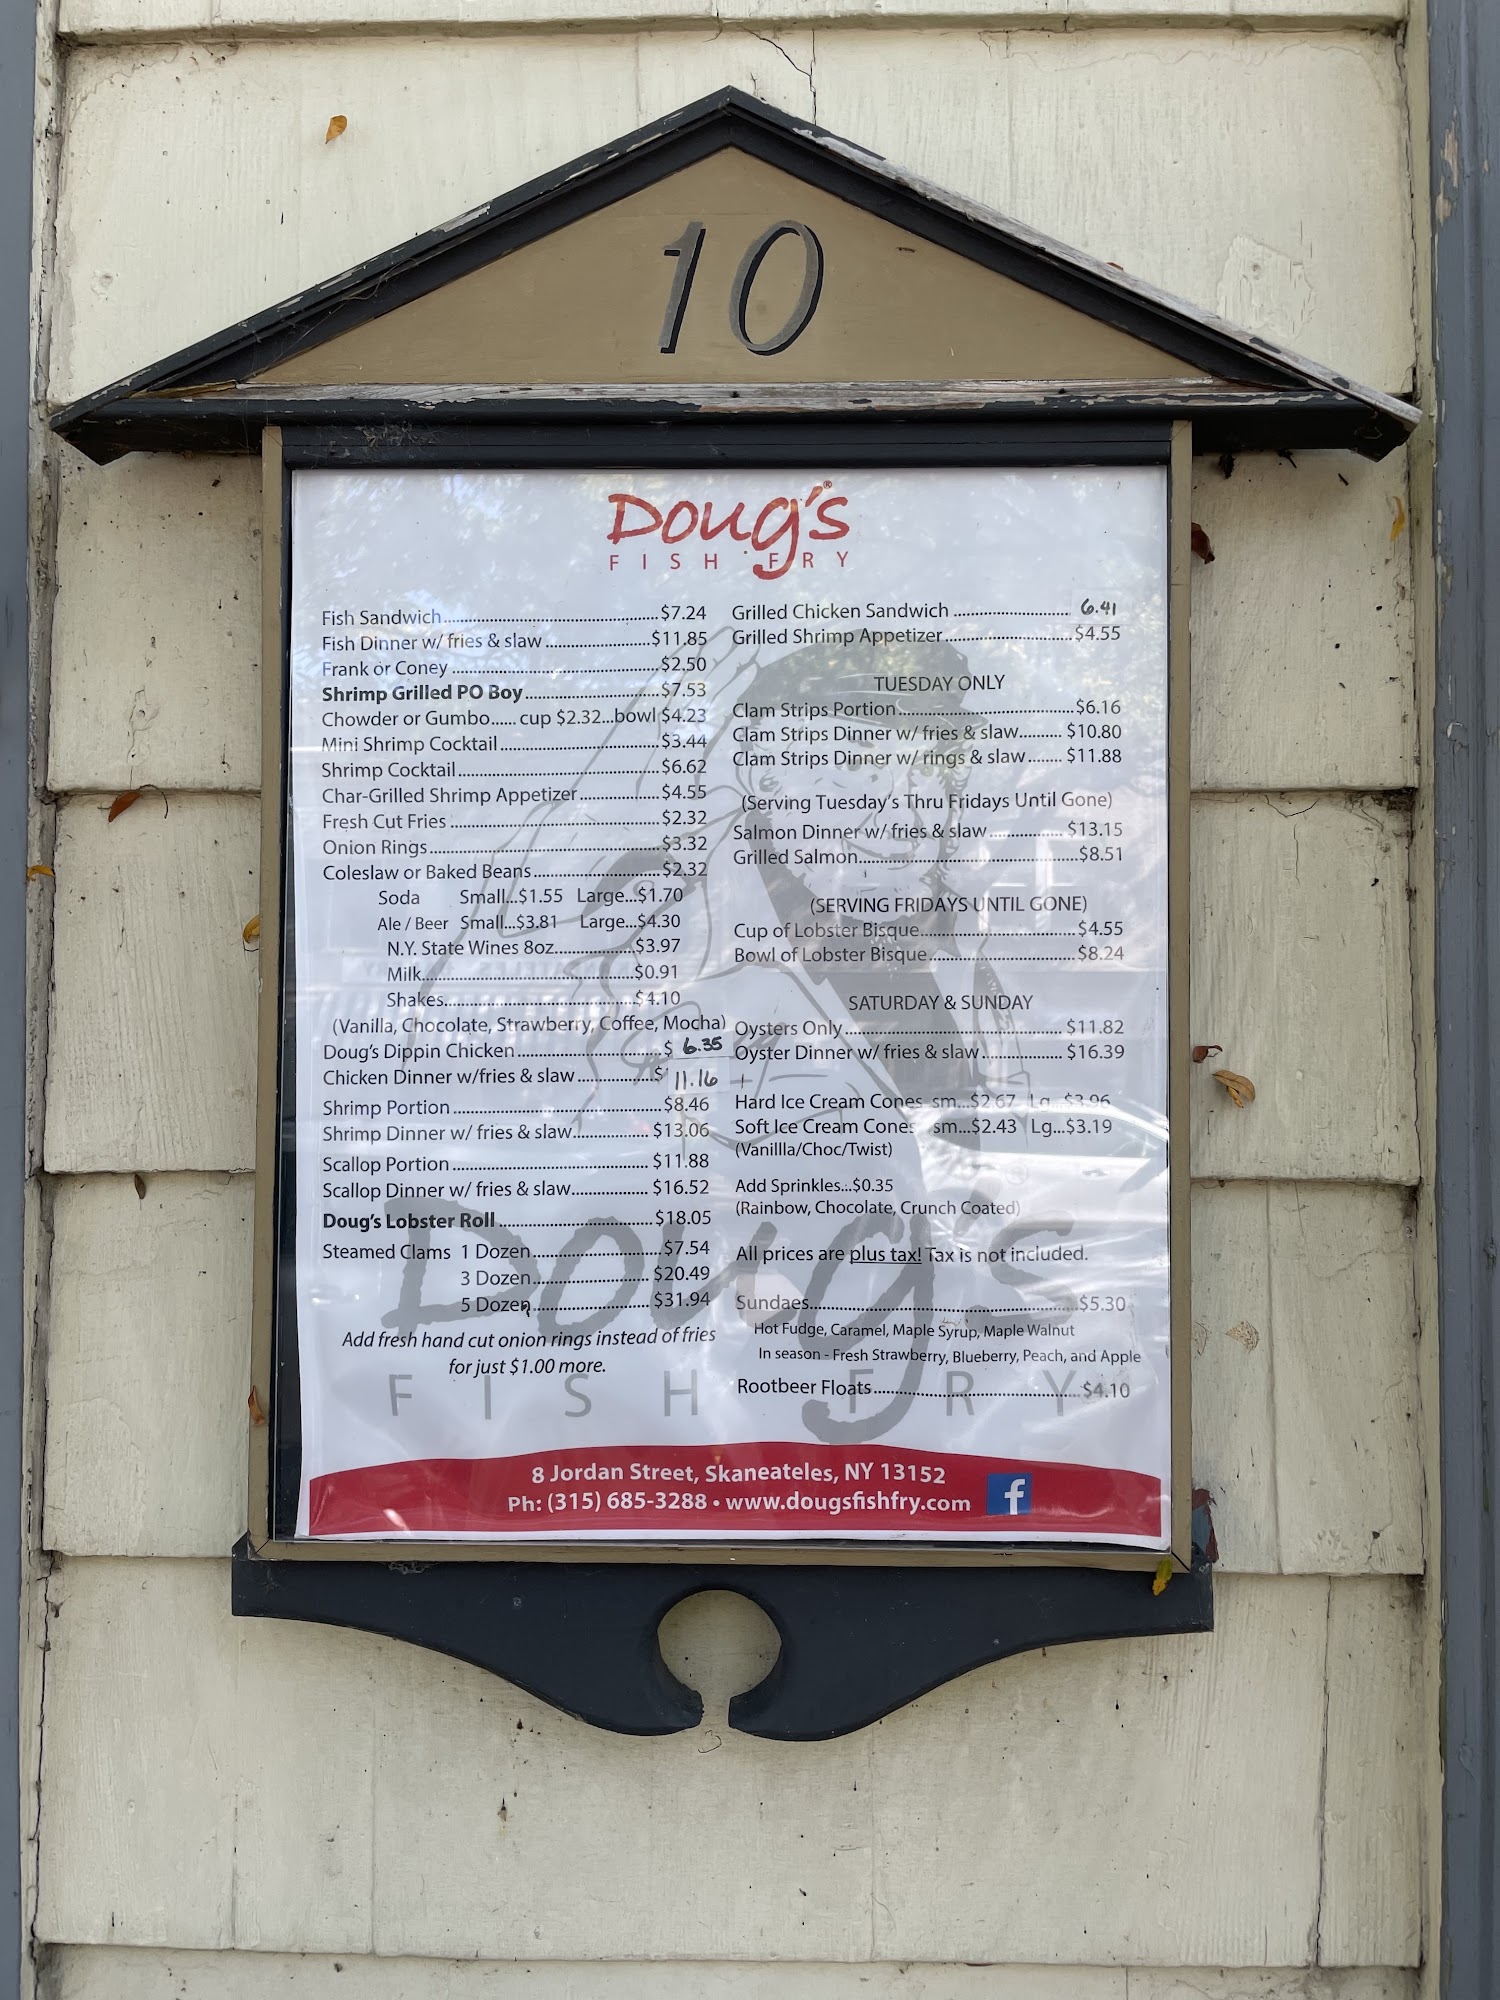 10
Doug's®
FISH FRY
Fish Sandwich........$7.24
Fish Dinner w/ fries & slaw........$11.85
Frank or Coney........$2.50
Shrimp Grilled PO Boy........$7.53
Chowder or Gumbo...... cup $2.32...bowl $4.23
Mini Shrimp Cocktail........$3.44
Shrimp Cocktail........$6.62
Char-Grilled Shrimp Appetizer........$4.55
Fresh Cut Fries........$2.32
Onion Rings........$3.32
Coleslaw or Baked Beans........$2.32
Soda Small...$1.55 Large...$1.70
Ale / Beer Small...$3.81 Large...$4.30
N.Y. State Wines 8oz........$3.97
Milk........$0.91
Shakes........$4.10
(Vanilla, Chocolate, Strawberry, Coffee, Mocha)
Doug's Dippin Chicken........$ 6.35
Chicken Dinner w/fries & slaw........$ 11.16
Shrimp Portion........$8.46
Shrimp Dinner w/ fries & slaw........$13.06
Scallop Portion........$11.88
Scallop Dinner w/ fries & slaw........$16.52
Doug's Lobster Roll........$18.05
Steamed Clams 1 Dozen........$7.54
3 Dozen........$20.49
5 Dozen........$31.94
Add fresh hand cut onion rings instead of fries
for just $1.00 more.
Grilled Chicken Sandwich........6.41
Grilled Shrimp Appetizer........$4.55
TUESDAY ONLY
Clam Strips Portion........$6.16
Clam Strips Dinner w/ fries & slaw........$10.80
Clam Strips Dinner w/ rings & slaw........$11.88
(Serving Tuesday's Thru Fridays Until Gone)
Salmon Dinner w/ fries & slaw........$13.15
Grilled Salmon........$8.51
(SERVING FRIDAYS UNTIL GONE)
Cup of Lobster Bisque........$4.55
Bowl of Lobster Bisque........$8.24
SATURDAY & SUNDAY
Oysters Only........$11.82
Oyster Dinner w/ fries & slaw........$16.39
Hard Ice Cream Cones sm...$2.67 Lg...$3.96
Soft Ice Cream Cones sm...$2.43 Lg...$3.19
(Vanillla/Choc/Twist)
Add Sprinkles...$0.35
(Rainbow, Chocolate, Crunch Coated)
All prices are plus tax! Tax is not included.
Sundaes........$5.30
Hot Fudge, Caramel, Maple Syrup, Maple Walnut
In season - Fresh Strawberry, Blueberry, Peach, and Apple
Rootbeer Floats........$4.10
Doug's
FISH FRY
8 Jordan Street, Skaneateles, NY 13152
Ph: (315) 685-3288 • www.dougsfishfry.com
f